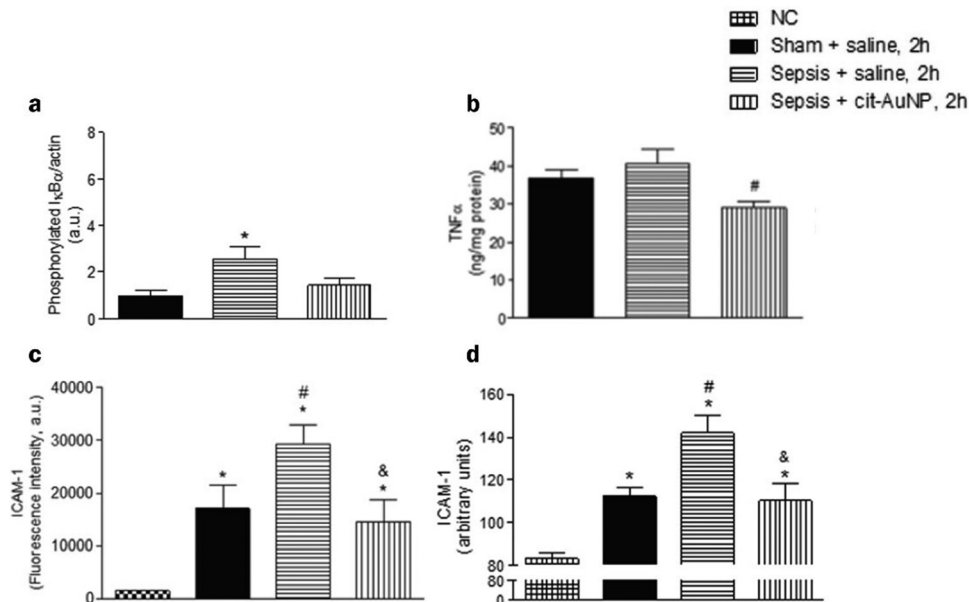 NC
Sham + saline, 2h
Sepsis + saline, 2h
Sepsis + cit-AuNP, 2h
a
Phosphorylated IκBα/actin
(a.u.)
8
6
4
2
0
*
b
TNFα
(ng/mg protein)
50
40
30
20
10
0
#
c
ICAM-1
(Fluorescence intensity, a.u.)
40000
30000
20000
10000
0
*
#
*
&
*
d
ICAM-1
(arbitrary units)
160
140
120
100
80
80
0
*
#
*
&
*